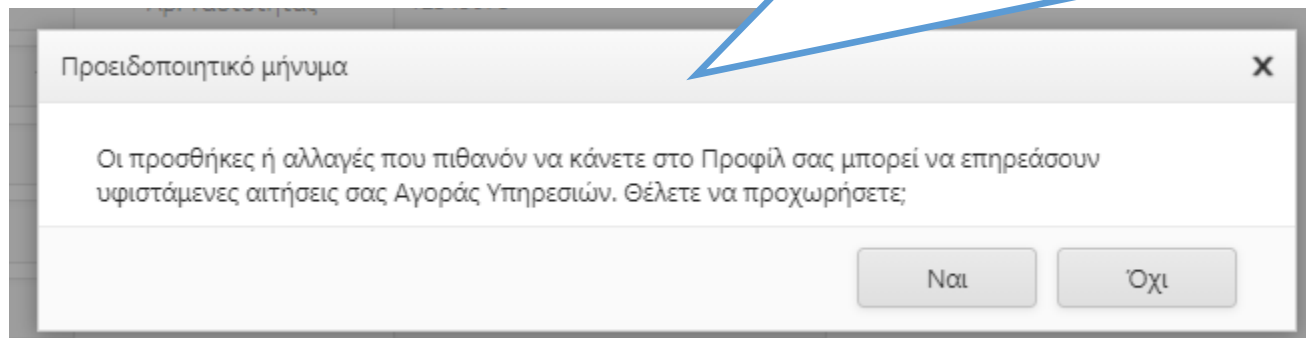 Προειδοποιητικό μήνυμα
x
Οι προσθήκες ή αλλαγές που πιθανόν να κάνετε στο Προφίλ σας μπορεί να επηρεάσουν
υφιστάμενες αιτήσεις σας Αγοράς Υπηρεσιών. Θέλετε να προχωρήσετε;
Ναι Όχι